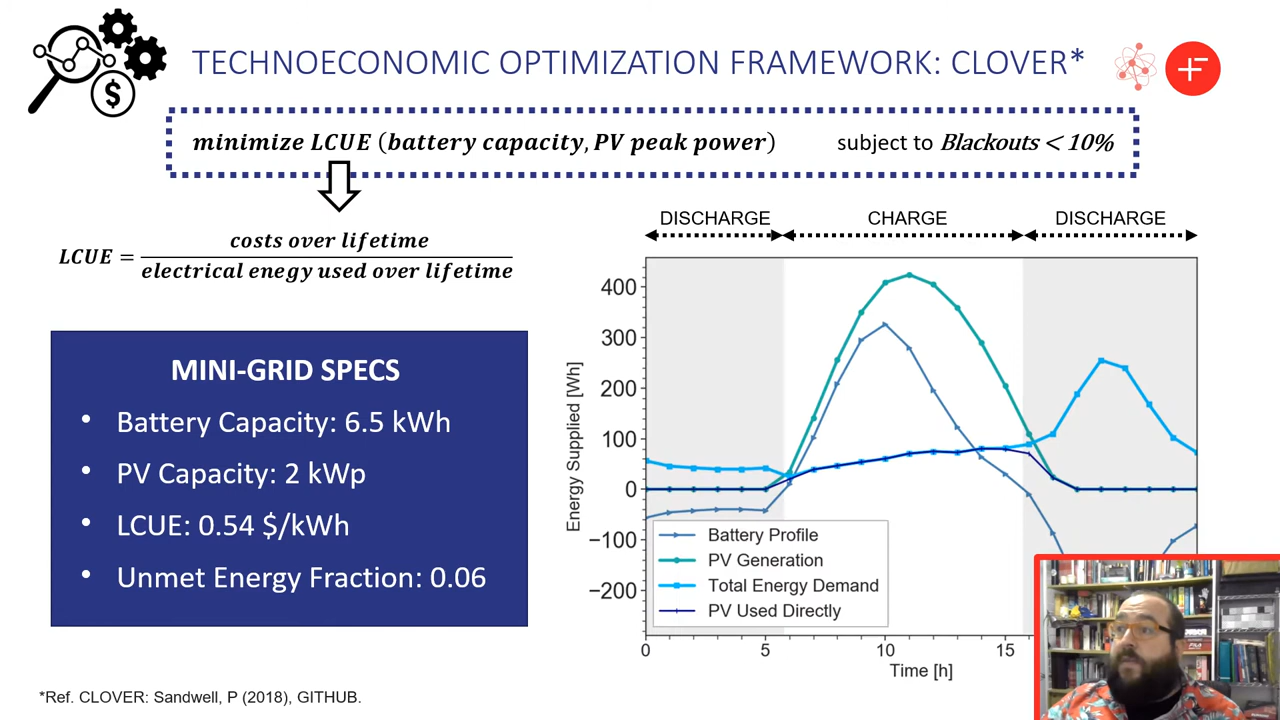 TECHNOECONOMIC OPTIMIZATION FRAMEWORK: CLOVER*
minimize LCUE (battery capacity, PV peak power) subject to Blackouts < 10%
LCUE = costs over lifetime
electrical enegy used over lifetime
MINI-GRID SPECS
• Battery Capacity: 6.5 kWh
• PV Capacity: 2 kWp
• LCUE: 0.54 $/kWh
• Unmet Energy Fraction: 0.06
DISCHARGE CHARGE DISCHARGE
Energy Supplied [Wh]
400
300
200
100
0
−100
−200
Battery Profile
PV Generation
Total Energy Demand
PV Used Directly
0 5 10 15
Time [h]
*Ref. CLOVER: Sandwell, P (2018), GITHUB.
$